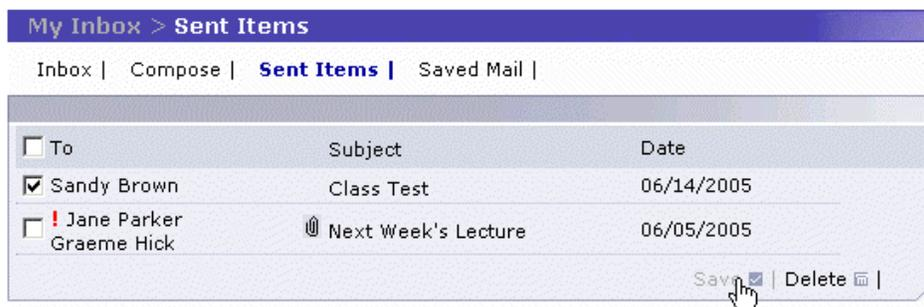 My Inbox > Sent Items
Inbox | Compose | Sent Items | Saved Mail |
To Subject Date
Sandy Brown Class Test 06/14/2005
! Jane Parker
Graeme Hick Next Week's Lecture 06/05/2005
Save | Delete |